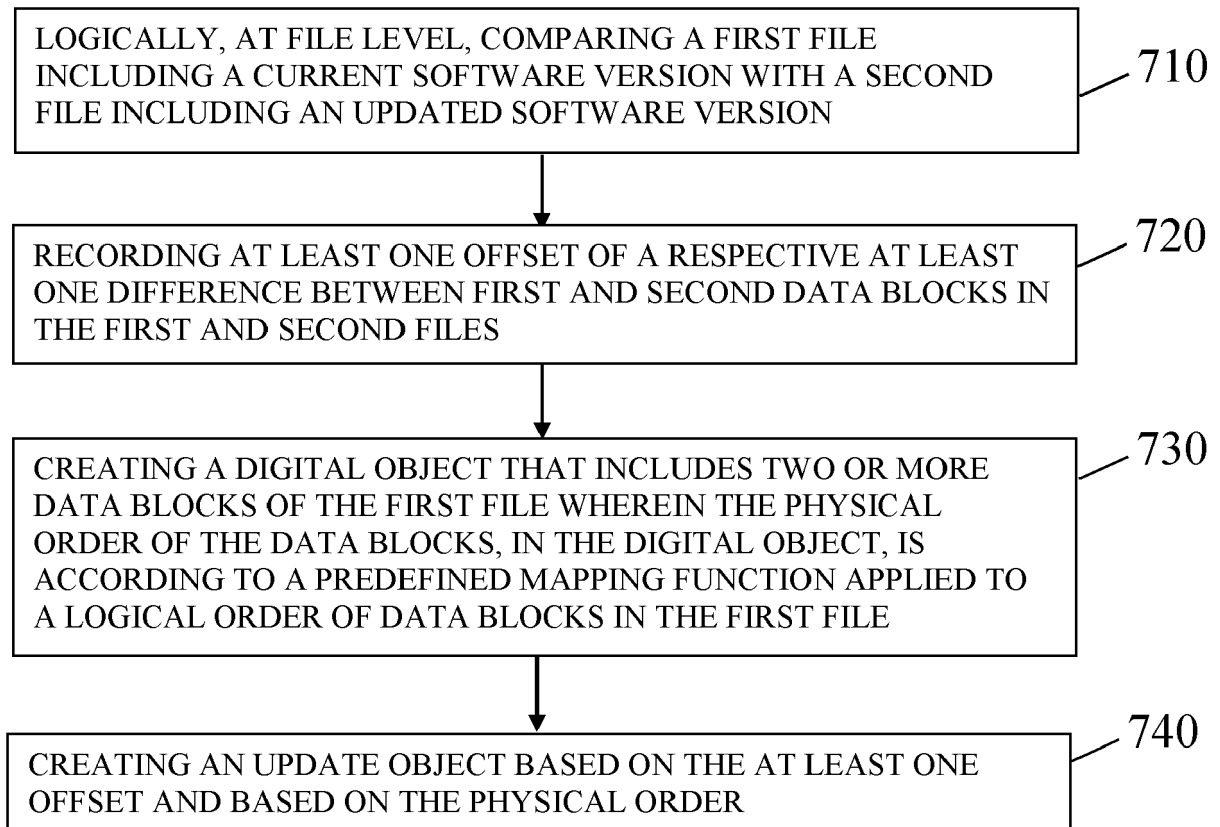 LOGICALLY, AT FILE LEVEL, COMPARING A FIRST FILE
INCLUDING A CURRENT SOFTWARE VERSION WITH A SECOND
FILE INCLUDING AN UPDATED SOFTWARE VERSION
710
RECORDING AT LEAST ONE OFFSET OF A RESPECTIVE AT LEAST
ONE DIFFERENCE BETWEEN FIRST AND SECOND DATA BLOCKS IN
THE FIRST AND SECOND FILES
720
CREATING A DIGITAL OBJECT THAT INCLUDES TWO OR MORE
DATA BLOCKS OF THE FIRST FILE WHEREIN THE PHYSICAL
ORDER OF THE DATA BLOCKS, IN THE DIGITAL OBJECT, IS
ACCORDING TO A PREDEFINED MAPPING FUNCTION APPLIED TO
A LOGICAL ORDER OF DATA BLOCKS IN THE FIRST FILE
730
CREATING AN UPDATE OBJECT BASED ON THE AT LEAST ONE
OFFSET AND BASED ON THE PHYSICAL ORDER
740